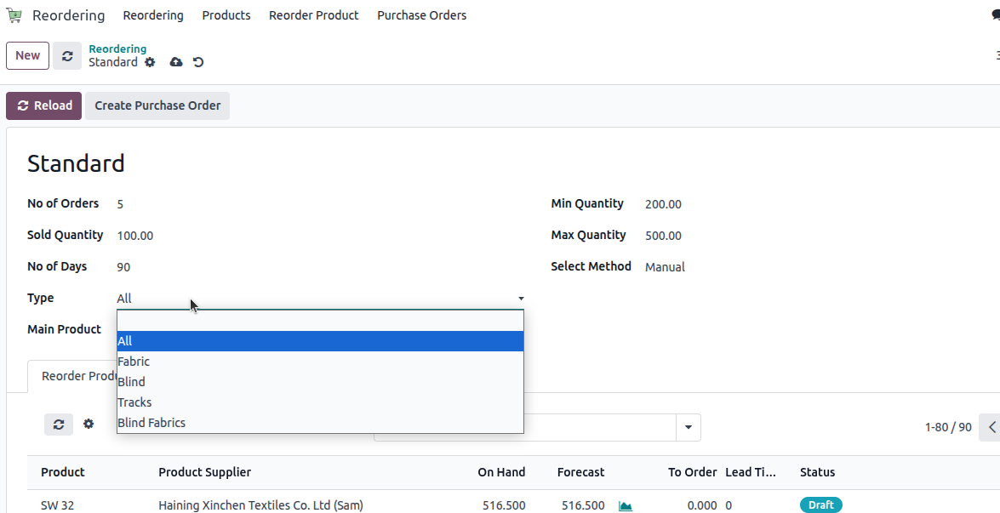 Reordering Reordering Products Reorder Product Purchase Orders
New Reordering
Standard
Reload Create Purchase Order
Standard
No of Orders 5 Min Quantity 200.00
Sold Quantity 100.00 Max Quantity 500.00
No of Days 90 Select Method Manual
Type All
Main Product
All
Fabric
Blind
Tracks
Blind Fabrics
Reorder Produ
1-80 / 90
Product Product Supplier On Hand Forecast To Order Lead Ti... Status
SW 32 Haining Xinchen Textiles Co. Ltd (Sam) 516.500 516.500 0.000 0 Draft